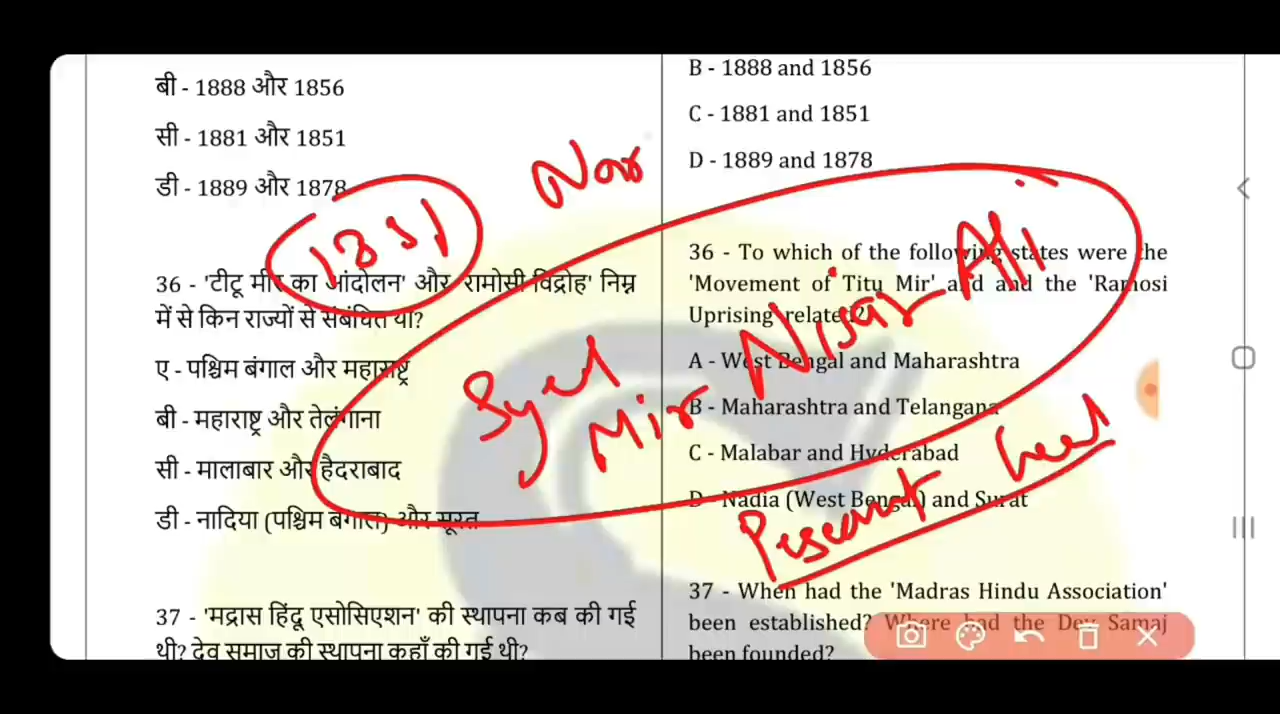 बी - 1888 और 1856
सी - 1881 और 1851
डी - 1889 और 1878
36 - 'टीटू मीर का आंदोलन' और 'रामोसी विद्रोह' निम्न
में से किन राज्यों से संबंधित था?
ए - पश्चिम बंगाल और महाराष्ट्र
बी - महाराष्ट्र और तेलंगाना
सी - मालाबार और हैदराबाद
डी - नादिया (पश्चिम बंगाल) और सूरत
37 - 'मद्रास हिंदू एसोसिएशन' की स्थापना कब की गई
थी? देव समाज की स्थापना कहाँ की गई थी?
B - 1888 and 1856
C - 1881 and 1851
D - 1889 and 1878
36 - To which of the following states were the
'Movement of Titu Mir' and and the 'Ramosi
Uprising' related?
A - West Bengal and Maharashtra
B - Maharashtra and Telangana
C - Malabar and Hyderabad
D - Nadia (West Bengal) and Surat
37 - When had the 'Madras Hindu Association'
been established? Where had the Dev Samaj
been founded?
Nov
Syed
Mir Nisar Ali